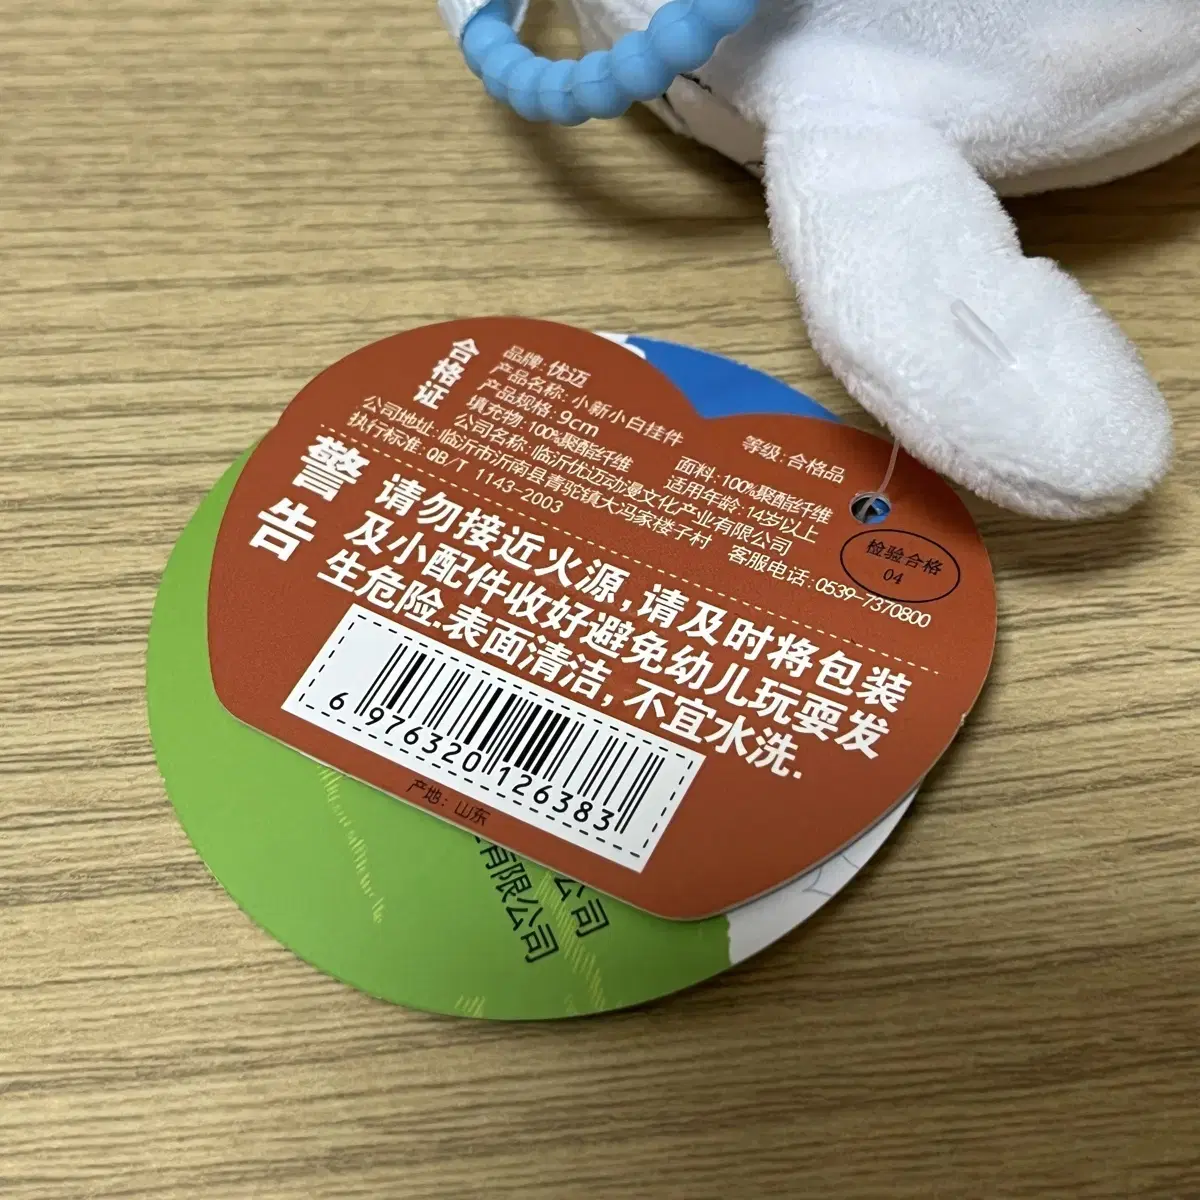 合格证
品牌:优迈
产品名称:小新小白挂件
产品规格:9cm
等级:合格品
填充物:100%聚酯纤维
面料:100%聚酯纤维
公司名称:临沂优迈动漫文化产业有限公司
适用年龄:14岁以上
公司地址:临沂市沂南县青驼镇大冯家楼子村
客服电话:0539-7370800
执行标准:QB/T 1143-2003
检验合格
04
警告
请勿接近火源,请及时将包装
及小配件收好避免幼儿玩耍发
生危险.表面清洁,不宜水洗.
6 976320 126383
产地:山东
公司
有限公司